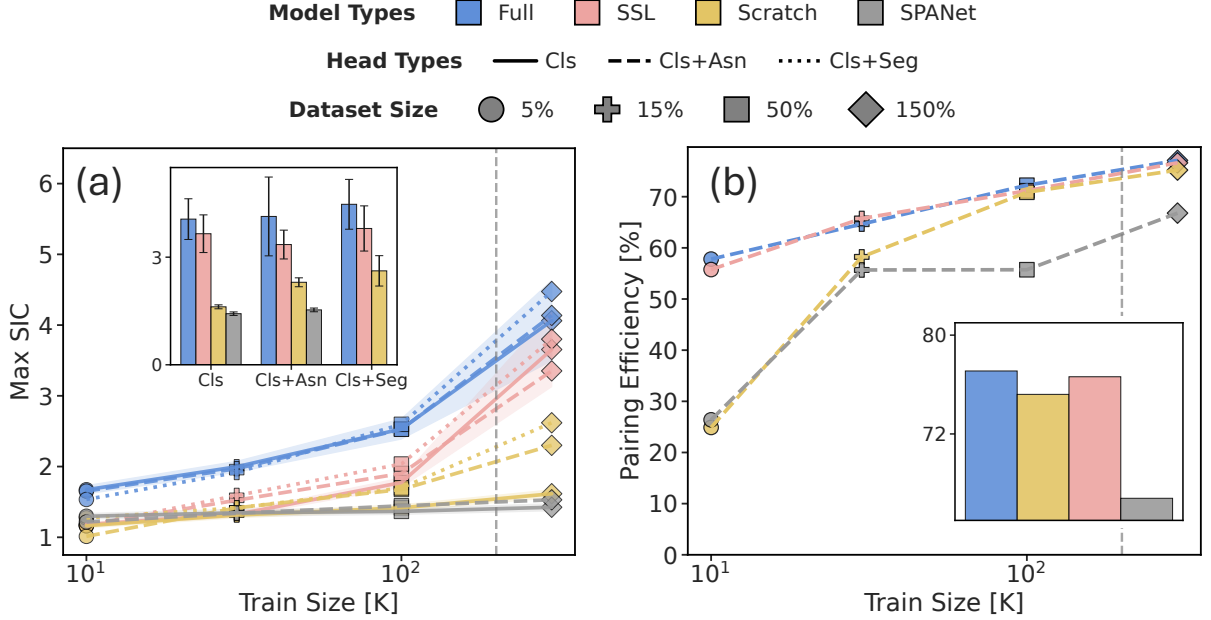 Model Types Full SSL Scratch SPANet
Head Types Cls Cls+Asn Cls+Seg
Dataset Size 5% 15% 50% 150%
(a)
Max SIC
6
5
4
3
2
1
3
0
Cls Cls+Asn Cls+Seg
10¹ 10²
Train Size [K]
(b)
Pairing Efficiency [%]
70
60
50
40
30
20
10
0
80
72
10¹ 10²
Train Size [K]